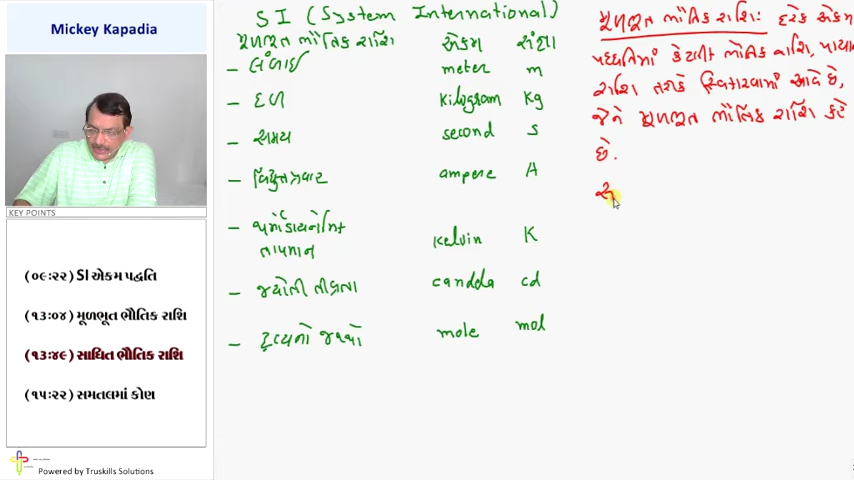 Mickey Kapadia
KEY POINTS
(૦૯:૨૨) SI એકમ પદ્ધતિ
(૧૩:૦૪) મૂળભૂત ભૌતિક રાશિ
(૧૩:૪૯) સાધિત ભૌતિક રાશિ
(૧૫:૨૨) સમતલમાં કોણ
Powered by Truskills Solutions
SI (System International)
મૂળભૂત ભૌતિક રાશિ એકમ સંજ્ઞા
– લંબાઈ meter m
– દળ Kilogram Kg
– સમય second s
– વિદ્યુતપ્રવાહ ampere A
– થર્મોડાયનેમિક
તાપમાન Kelvin K
– જ્યોતી તીવ્રતા candela cd
– દ્રવ્યનો જથ્થો mole mol
મૂળભૂત ભૌતિક રાશિ: દરેક એકમ
પદ્ધતિમાં કેટલીક ભૌતિક રાશિ, પાયાની
રાશિ તરીકે સ્વિકારવામાં આવે છે,
જેને મૂળભૂત ભૌતિક રાશિ કહે
છે.